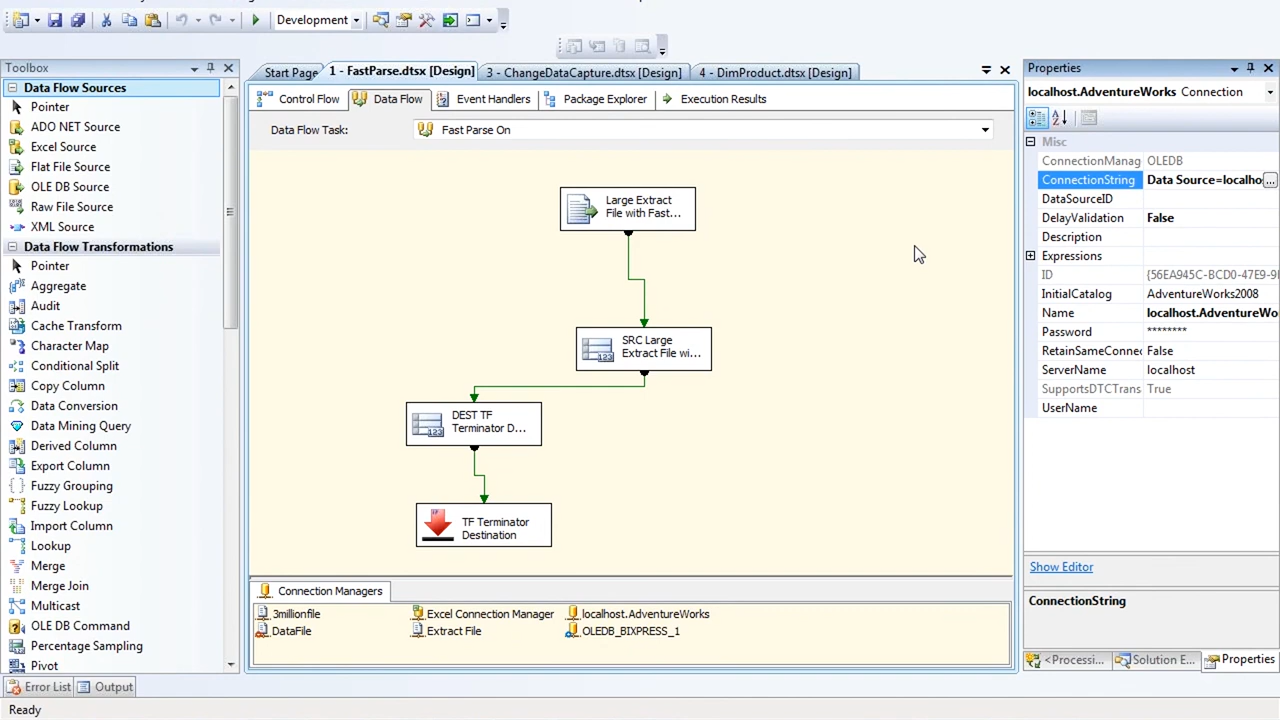 Development
Toolbox
Start Page
1 - FastParse.dtsx [Design]
3 - ChangeDataCapture.dtsx [Design]
4 - DimProduct.dtsx [Design]
Properties
Data Flow Sources
Pointer
ADO NET Source
Excel Source
Flat File Source
OLE DB Source
Raw File Source
XML Source
Data Flow Transformations
Pointer
Aggregate
Audit
Cache Transform
Character Map
Conditional Split
Copy Column
Data Conversion
Data Mining Query
Derived Column
Export Column
Fuzzy Grouping
Fuzzy Lookup
Import Column
Lookup
Merge
Merge Join
Multicast
OLE DB Command
Percentage Sampling
Pivot
Control Flow
Data Flow
Event Handlers
Package Explorer
Execution Results
Data Flow Task:
Fast Parse On
Large Extract
File with Fast...
SRC Large
Extract File wi...
123
DEST TF
Terminator D...
123
TF
TF Terminator
Destination
Connection Managers
3millionfile
Excel Connection Manager
localhost.AdventureWorks
DataFile
Extract File
OLEDB_BIXPRESS_1
localhost.AdventureWorks Connection
Misc
ConnectionManag OLEDB
ConnectionString Data Source=localho ...
DataSourceID
DelayValidation False
Description
Expressions
ID {56EA945C-BCD0-47E9-9
InitialCatalog AdventureWorks2008
Name localhost.AdventureWo
Password ********
RetainSameConnec False
ServerName localhost
SupportsDTCTrans True
UserName
Show Editor
ConnectionString
<Processi...
Solution E...
Properties
Error List
Output
Ready